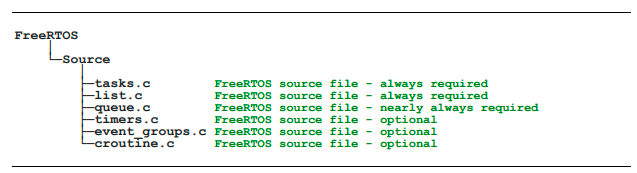 FreeRTOS
Source
tasks.c FreeRTOS source file - always required
list.c FreeRTOS source file - always required
queue.c FreeRTOS source file - nearly always required
timers.c FreeRTOS source file - optional
event_groups.c FreeRTOS source file - optional
croutine.c FreeRTOS source file - optional